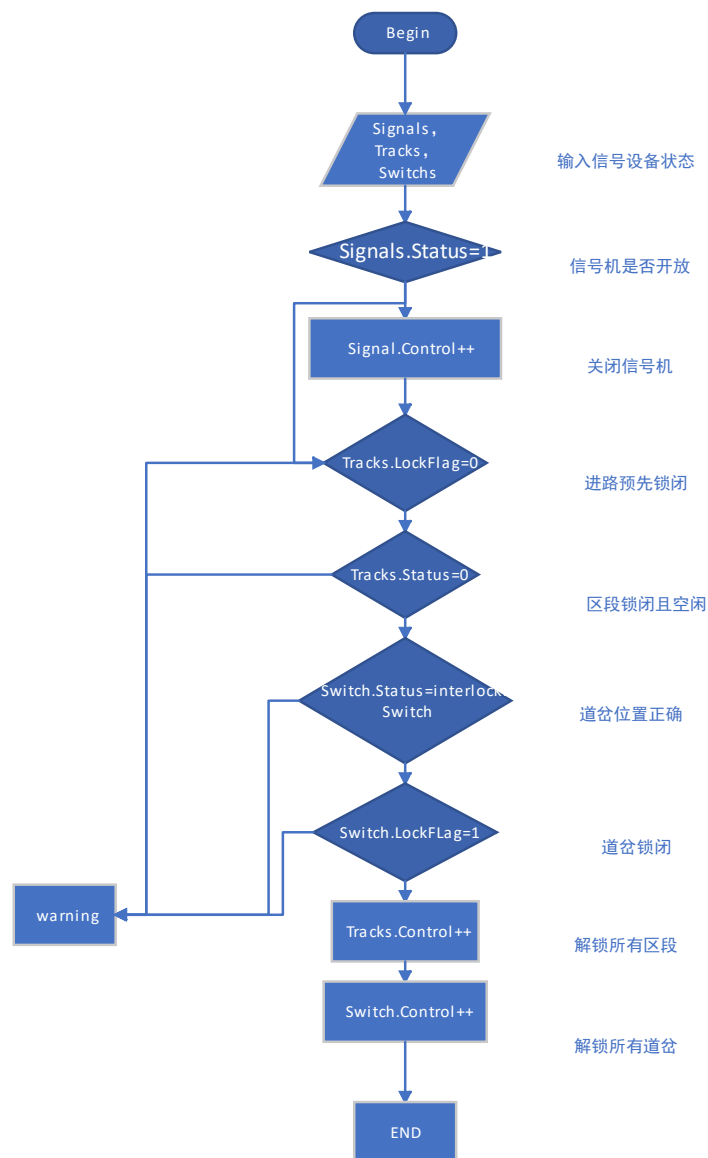 Begin
Signals，
Tracks，
Switchs
输入信号设备状态
Signals.Status=1
信号机是否开放
Signal.Control++
关闭信号机
Tracks.LockFlag=0
进路预先锁闭
Tracks.Status=0
区段锁闭且空闲
Switch.Status=interlock.
Switch
道岔位置正确
Switch.LockFLag=1
道岔锁闭
warning
Tracks.Control++
解锁所有区段
Switch.Control++
解锁所有道岔
END